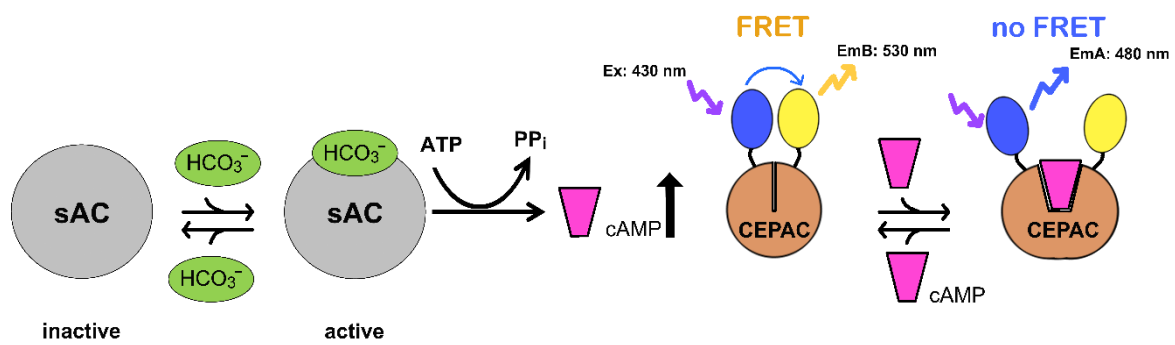 FRET
no FRET
Ex: 430 nm
EmB: 530 nm
EmA: 480 nm
HCO₃⁻
HCO₃⁻
ATP
PPᵢ
sAC
sAC
cAMP
CEPAC
CEPAC
HCO₃⁻
cAMP
inactive
active